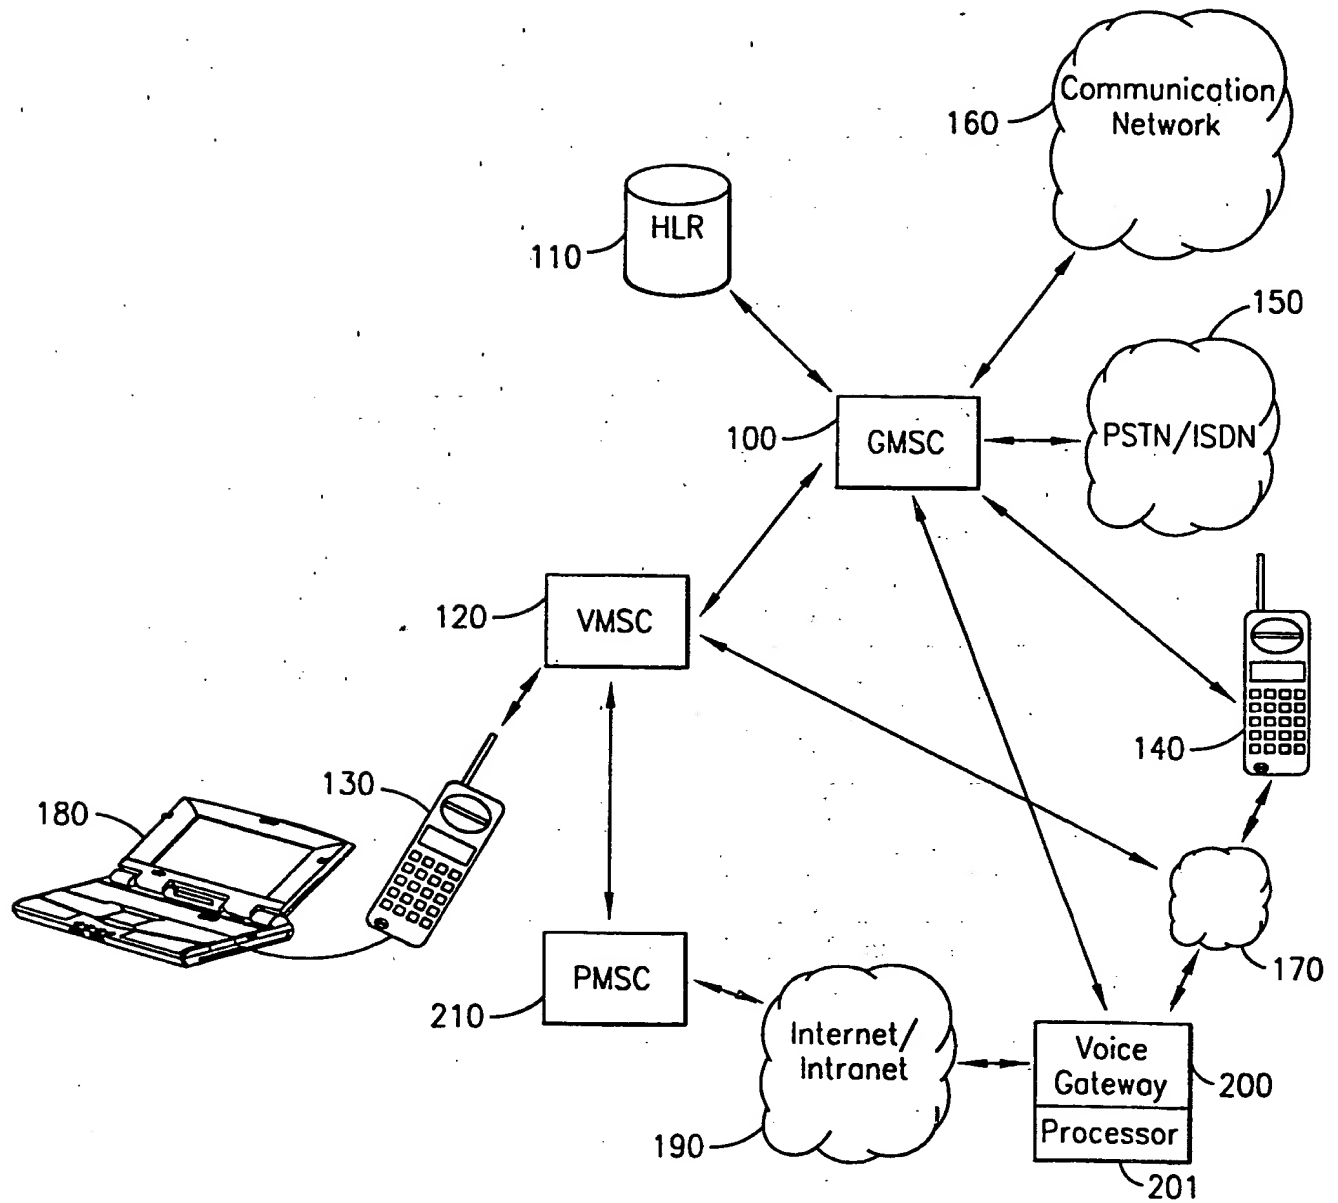 Communication
Network
160
HLR
110
150
PSTN/ISDN
100
GMSC
120
VMSC
140
130
180
170
PMSC
210
Internet/
Intranet
190
Voice
Gateway
200
Processor
201